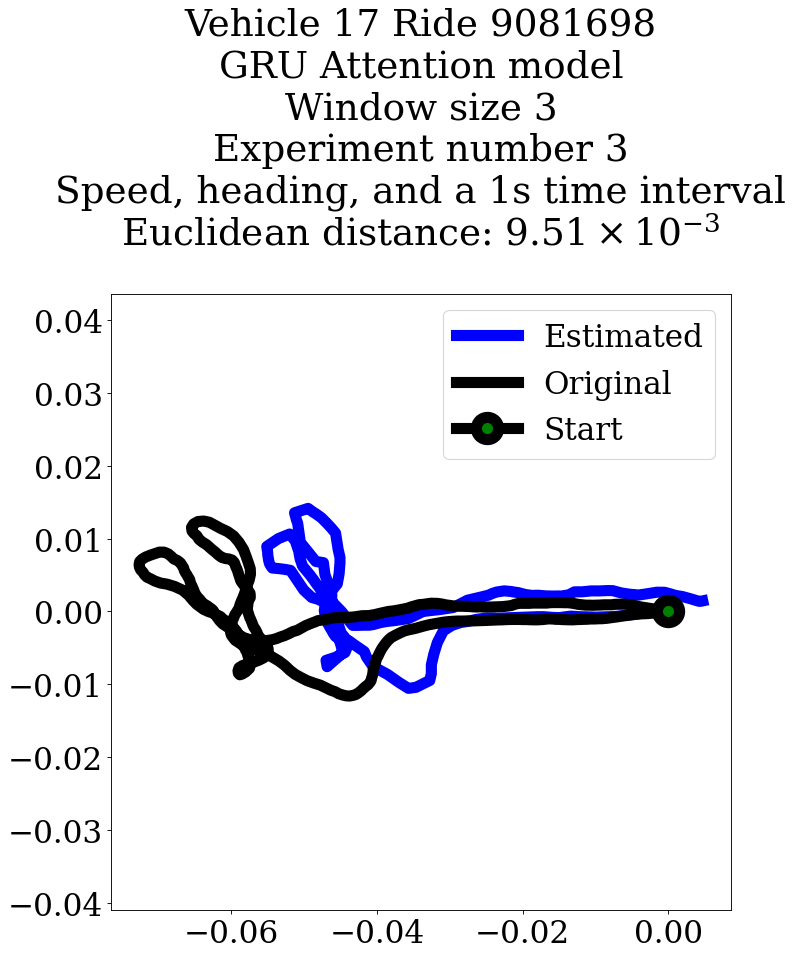 Vehicle 17 Ride 9081698
GRU Attention model
Window size 3
Experiment number 3
Speed, heading, and a 1s time interval
Euclidean distance: 9.51 × 10⁻³
Estimated
Original
Start
0.04
0.03
0.02
0.01
0.00
−0.01
−0.02
−0.03
−0.04
−0.06
−0.04
−0.02
0.00